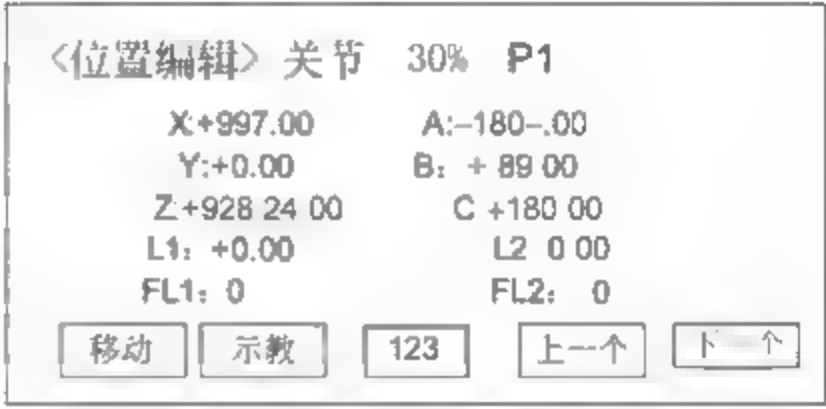 <位置编辑> 关节 30% P1
X:+997.00 A:-180-.00
Y:+0.00 B: + 89 00
Z:+928 24 00 C +180 00
L1: +0.00 L2 0 00
FL1: 0 FL2: 0
移动 示教 123 上一个 下一个